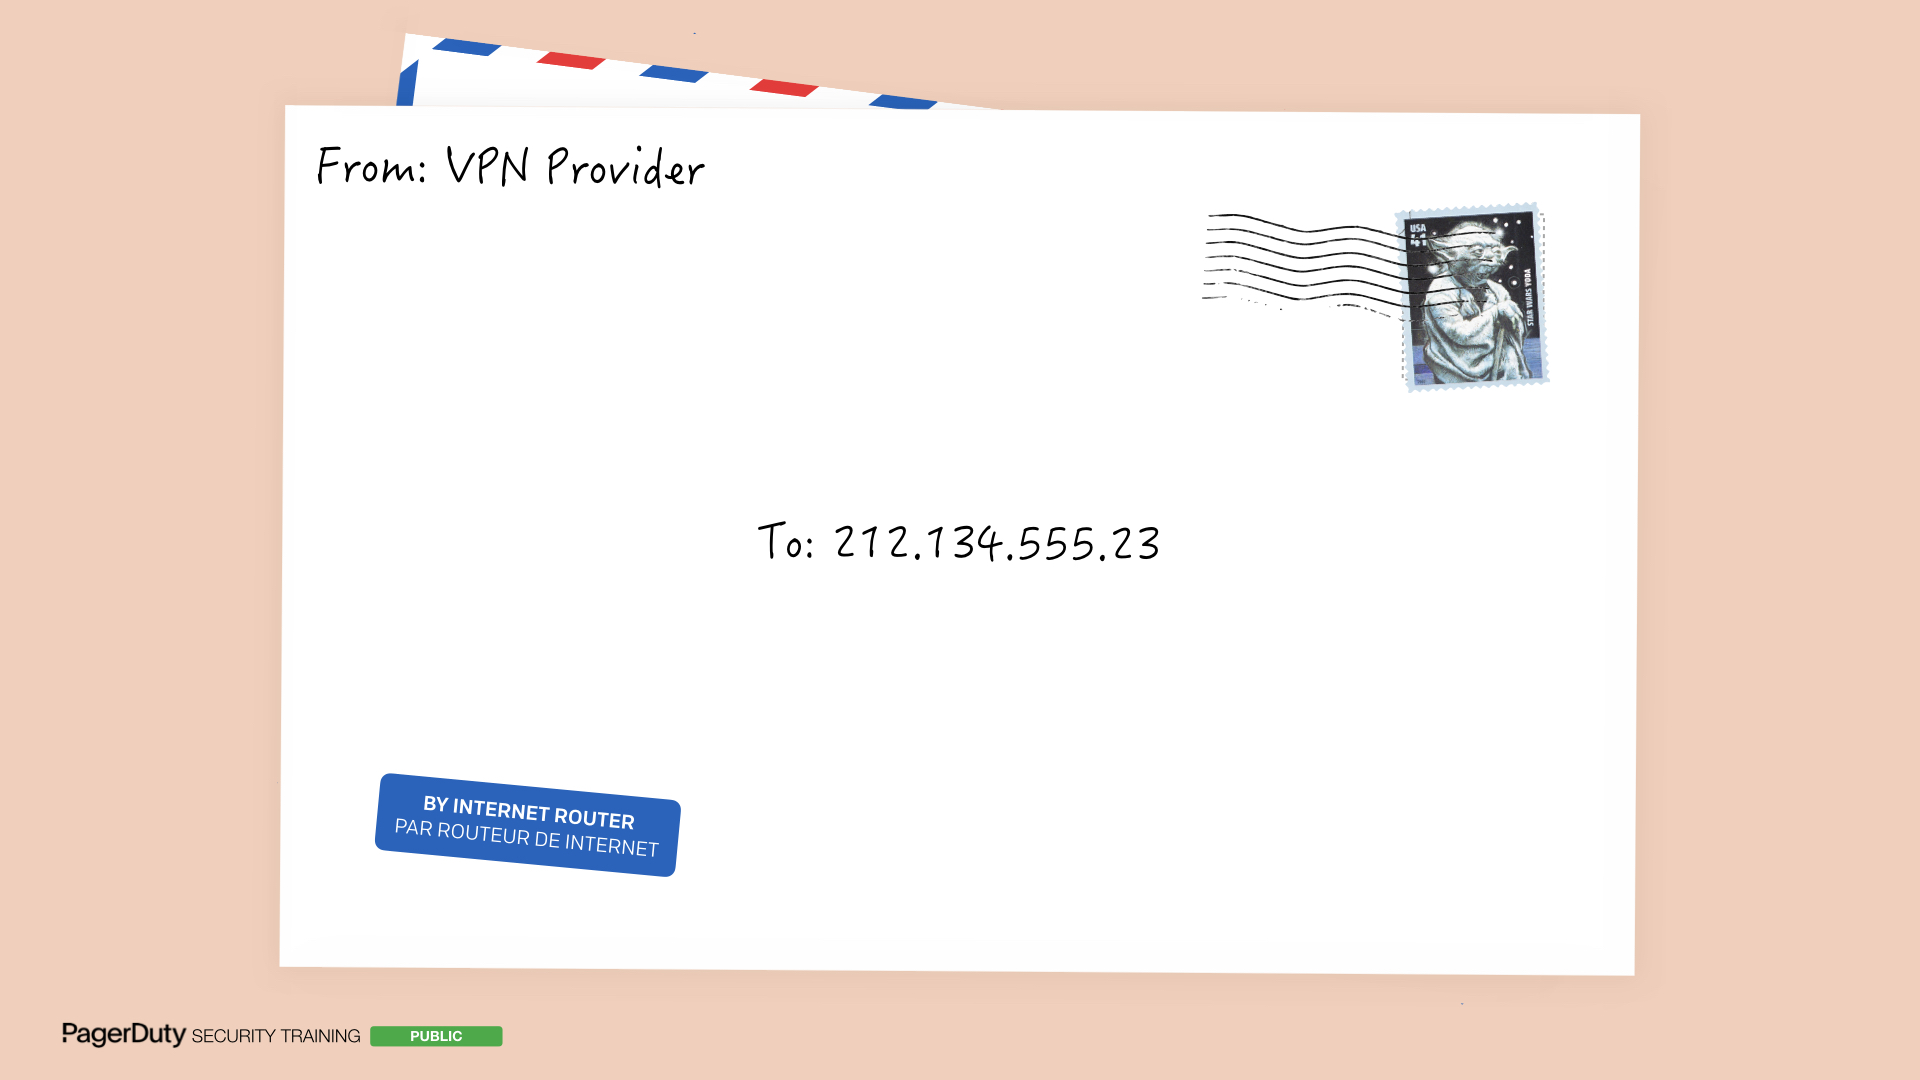 From: VPN Provider
USA
41
STAR WARS YODA
To: 212.134.555.23
BY INTERNET ROUTER
PAR ROUTEUR DE INTERNET
PagerDuty SECURITY TRAINING PUBLIC